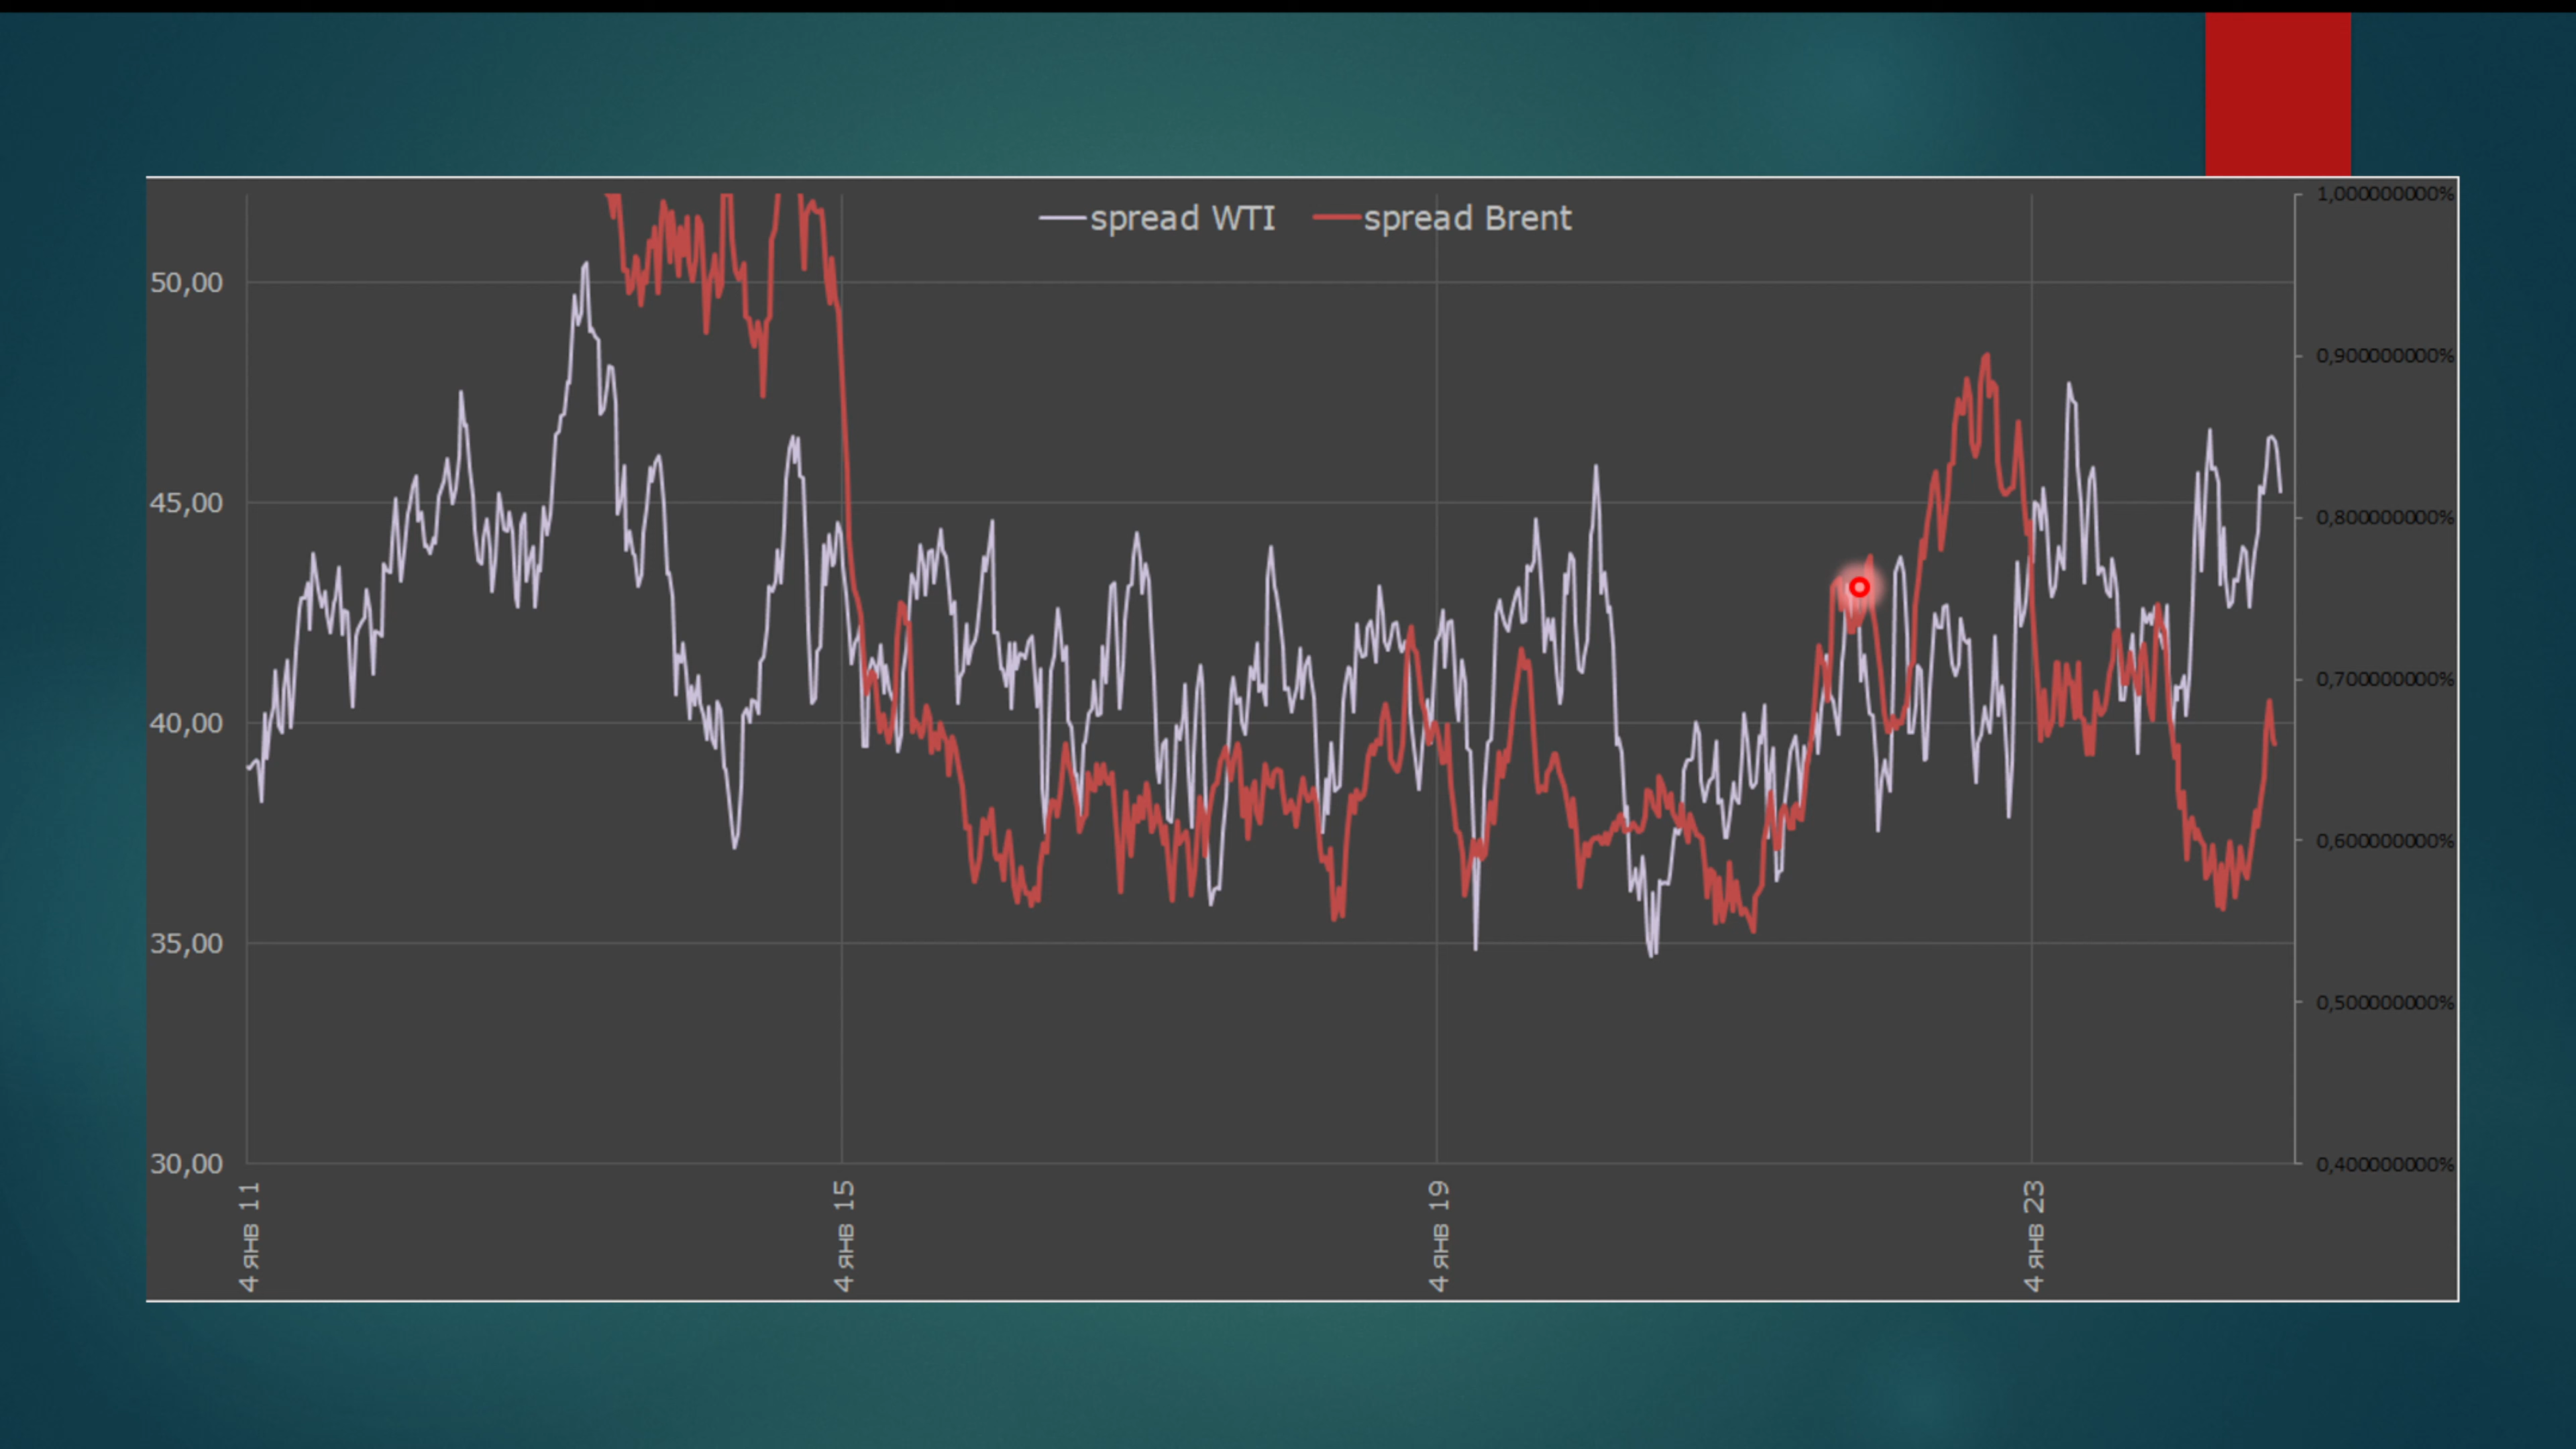 spread WTI spread Brent
50,00
45,00
40,00
35,00
30,00
1,000000000%
0,900000000%
0,800000000%
0,700000000%
0,600000000%
0,500000000%
0,400000000%
4 янв 11
4 янв 15
4 янв 19
4 янв 23